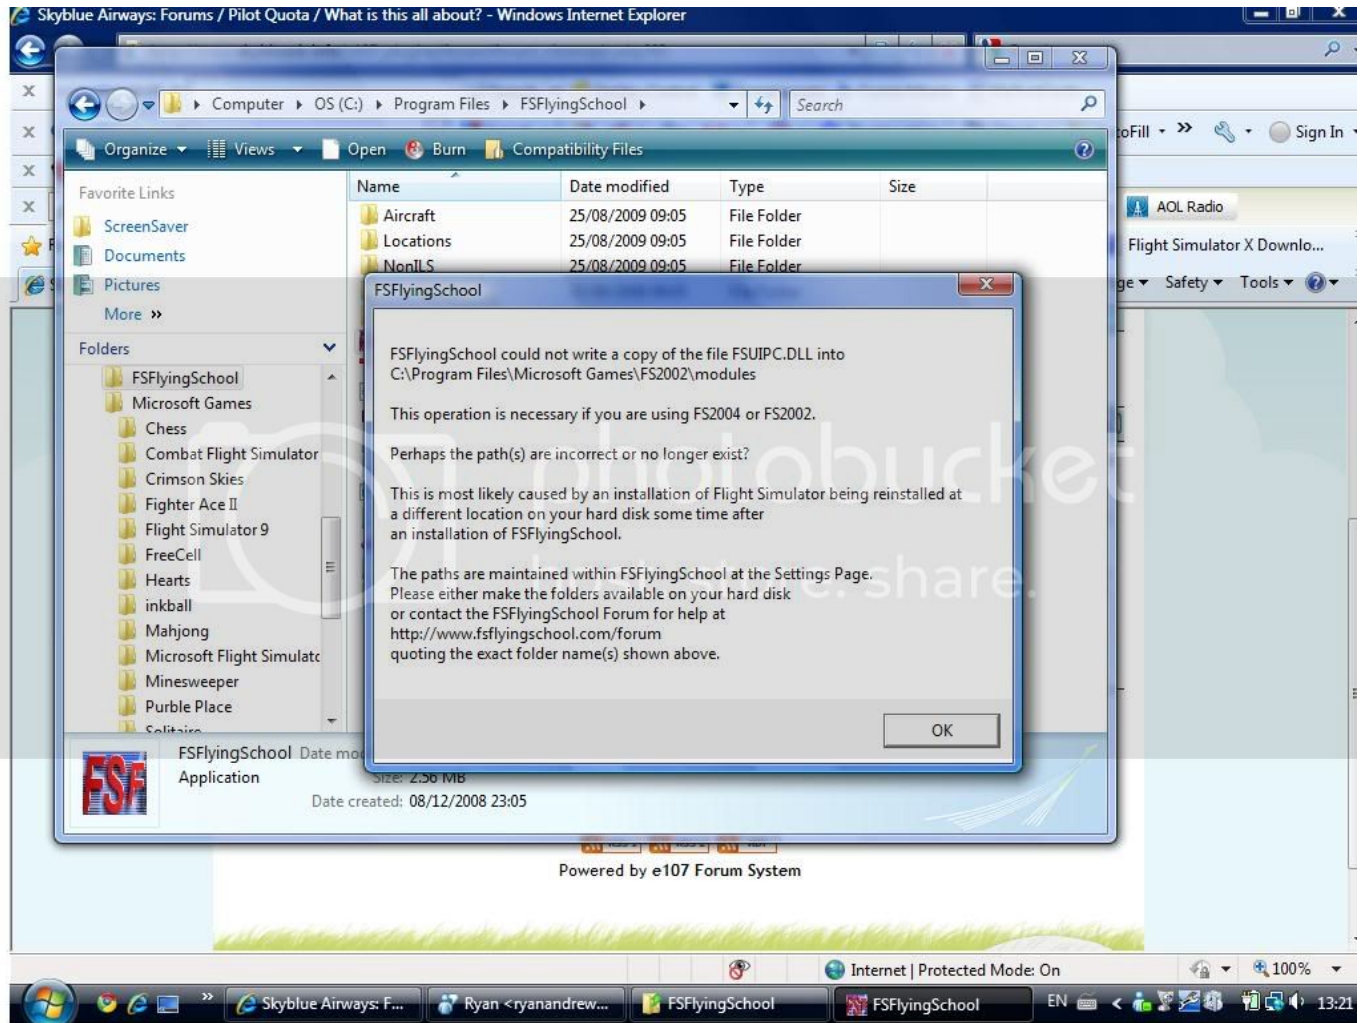 Skyblue Airways: Forums / Pilot Quota / What is this all about? - Windows Internet Explorer
Computer OS (C:) Program Files FSFlyingSchool Search
Organize Views Open Burn Compatibility Files
toFill Sign In
AOL Radio
Flight Simulator X Downlo...
Safety Tools
Favorite Links
ScreenSaver
Documents
Pictures
More
Folders
FSFlyingSchool
Microsoft Games
Chess
Combat Flight Simulator
Crimson Skies
Fighter Ace II
Flight Simulator 9
FreeCell
Hearts
inkball
Mahjong
Microsoft Flight Simulatc
Minesweeper
Purble Place
Solitaire
Name Date modified Type Size
Aircraft 25/08/2009 09:05 File Folder
Locations 25/08/2009 09:05 File Folder
NonILS 25/08/2009 09:05 File Folder
FSFlyingSchool
FSFlyingSchool could not write a copy of the file FSUIPC.DLL into
C:\Program Files\Microsoft Games\FS2002\modules
This operation is necessary if you are using FS2004 or FS2002.
Perhaps the path(s) are incorrect or no longer exist?
This is most likely caused by an installation of Flight Simulator being reinstalled at
a different location on your hard disk some time after
an installation of FSFlyingSchool.
The paths are maintained within FSFlyingSchool at the Settings Page.
Please either make the folders available on your hard disk
or contact the FSFlyingSchool Forum for help at
http://www.fsflyingschool.com/forum
quoting the exact folder name(s) shown above.
OK
photobucket
host. store. share.
FSF
FSFlyingSchool Date mo
Application Size: 2.56 MB
Date created: 08/12/2008 23:05
Powered by e107 Forum System
Internet | Protected Mode: On 100%
Skyblue Airways: F... Ryan <ryanandrew... FSFlyingSchool FSFlyingSchool EN 13:21